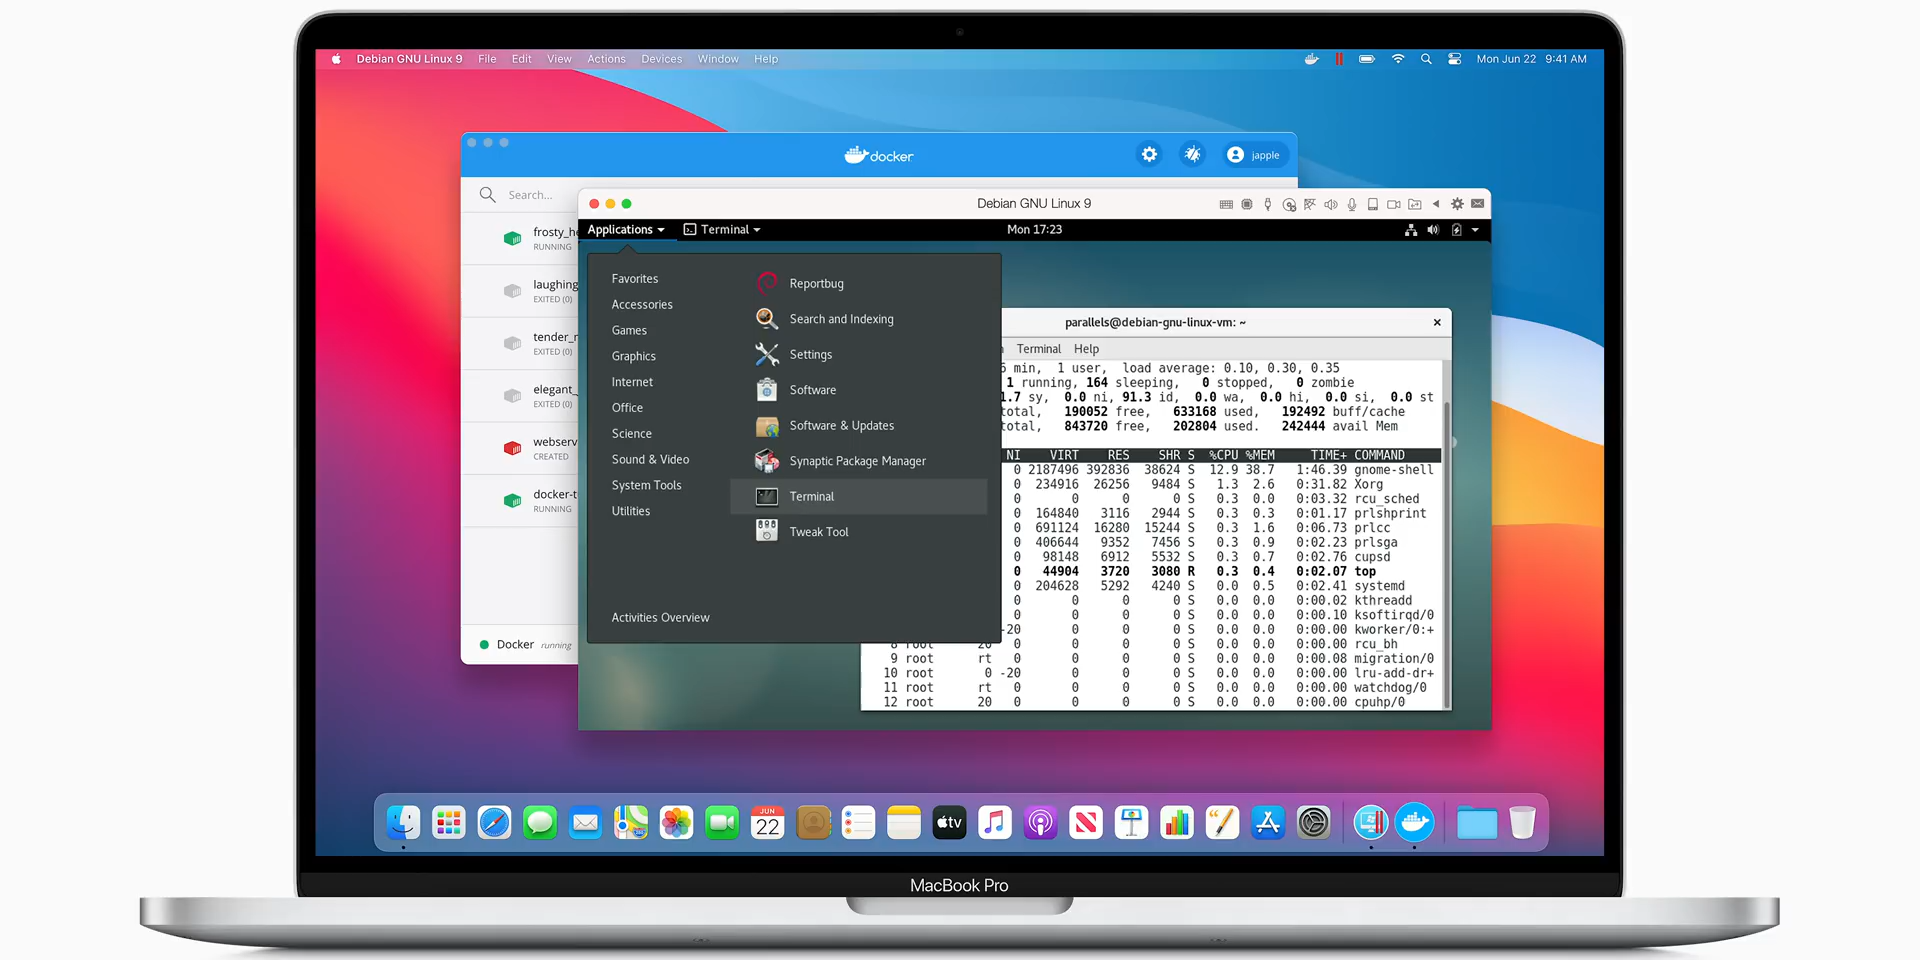 Debian GNU Linux 9 File Edit View Actions Devices Window Help Mon Jun 22 9:41 AM
docker
japple
Search...
frosty_he
RUNNING
laughing
EXITED (0)
tender_n
EXITED (0)
elegant_
EXITED (0)
webserv
CREATED
docker-t
RUNNING
Docker running
Debian GNU Linux 9
Applications Terminal Mon 17:23
Favorites
Accessories
Games
Graphics
Internet
Office
Science
Sound & Video
System Tools
Utilities
Activities Overview
Reportbug
Search and Indexing
Settings
Software
Software & Updates
Synaptic Package Manager
Terminal
Tweak Tool
parallels@debian-gnu-linux-vm: ~
Terminal Help
min, 1 user, load average: 0.10, 0.30, 0.35
1 running, 164 sleeping, 0 stopped, 0 zombie
1.7 sy, 0.0 ni, 91.3 id, 0.0 wa, 0.0 hi, 0.0 si, 0.0 st
total, 190052 free, 633168 used, 192492 buff/cache
total, 843720 free, 202804 used. 242444 avail Mem
NI VIRT RES SHR S %CPU %MEM TIME+ COMMAND
0 2187496 392836 38624 S 12.9 38.7 1:46.39 gnome-shell
0 234916 26256 9484 S 1.3 2.6 0:31.82 Xorg
0 0 0 0 S 0.3 0.0 0:03.32 rcu_sched
0 164840 3116 2944 S 0.3 0.3 0:01.17 prlshprint
0 691124 16280 15244 S 0.3 1.6 0:06.73 prlcc
0 406644 9352 7456 S 0.3 0.9 0:02.23 prlsga
0 98148 6912 5532 S 0.3 0.7 0:02.76 cupsd
0 44904 3720 3080 R 0.3 0.4 0:02.07 top
0 204628 5292 4240 S 0.0 0.5 0:02.41 systemd
0 0 0 0 S 0.0 0.0 0:00.02 kthreadd
0 0 0 0 S 0.0 0.0 0:00.10 ksoftirqd/0
-20 0 0 0 S 0.0 0.0 0:00.00 kworker/0:+
8 root 20 0 0 0 0 S 0.0 0.0 0:00.00 rcu_bh
9 root rt 0 0 0 0 S 0.0 0.0 0:00.08 migration/0
10 root 0 -20 0 0 0 S 0.0 0.0 0:00.00 lru-add-dr+
11 root rt 0 0 0 0 S 0.0 0.0 0:00.00 watchdog/0
12 root 20 0 0 0 0 S 0.0 0.0 0:00.00 cpuhp/0
JUN
22
tv
MacBook Pro